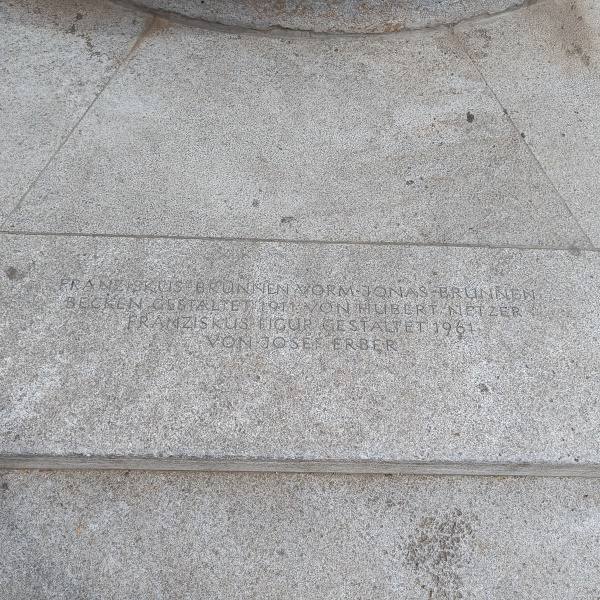 FRANZISKUS-BRUNNEN VORM·JONAS-BRUNNEN
BECKEN GESTALTET 1911 VON HUBERT NETZER
FRANZISKUS-FIGUR GESTALTET 1961
VON JOSEF ERBER